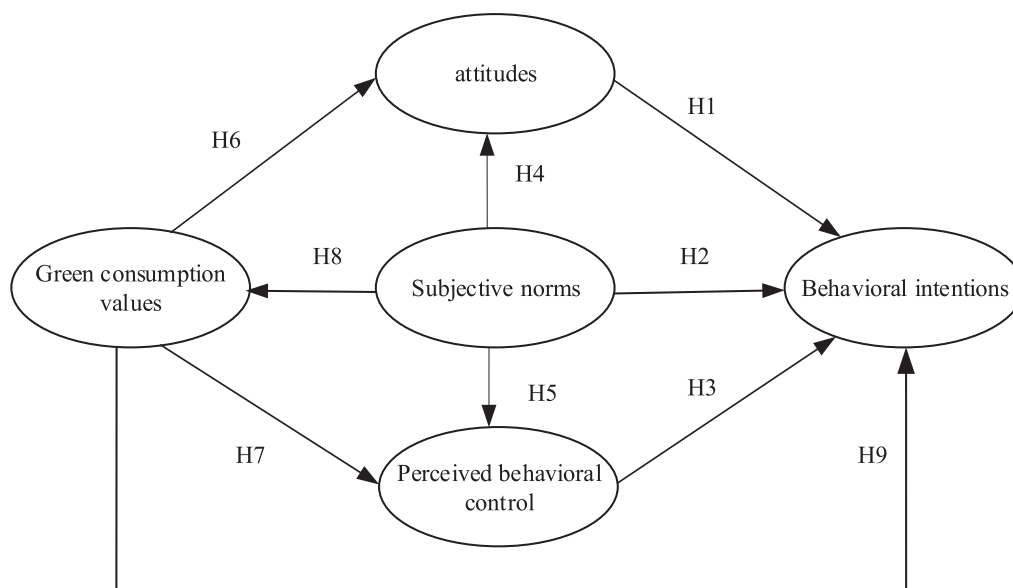 attitudes
H1
H6
H4
H8
H2
Green consumption
values
Subjective norms
Behavioral intentions
H5
H3
H7
H9
Perceived behavioral
control